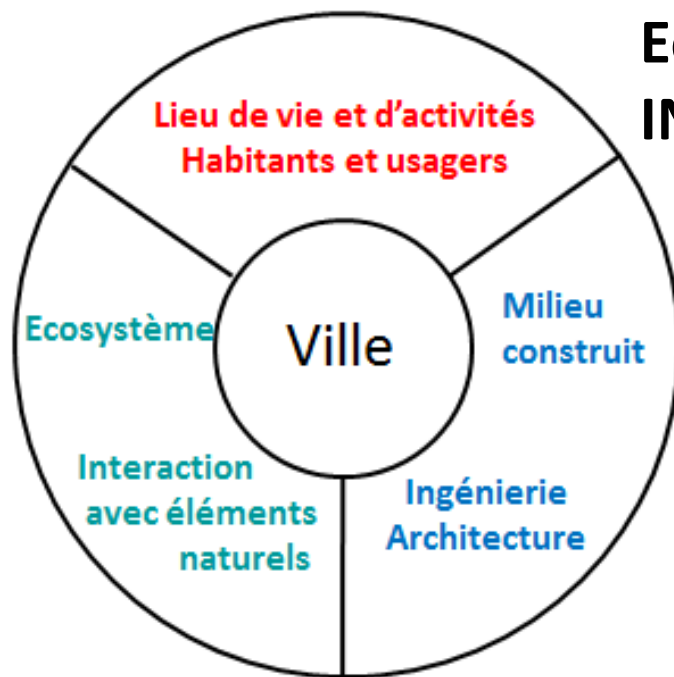 Lieu de vie et d'activités
Habitants et usagers
Ecosystème
Ville
Milieu
construit
Interaction
avec éléments
naturels
Ingénierie
Architecture